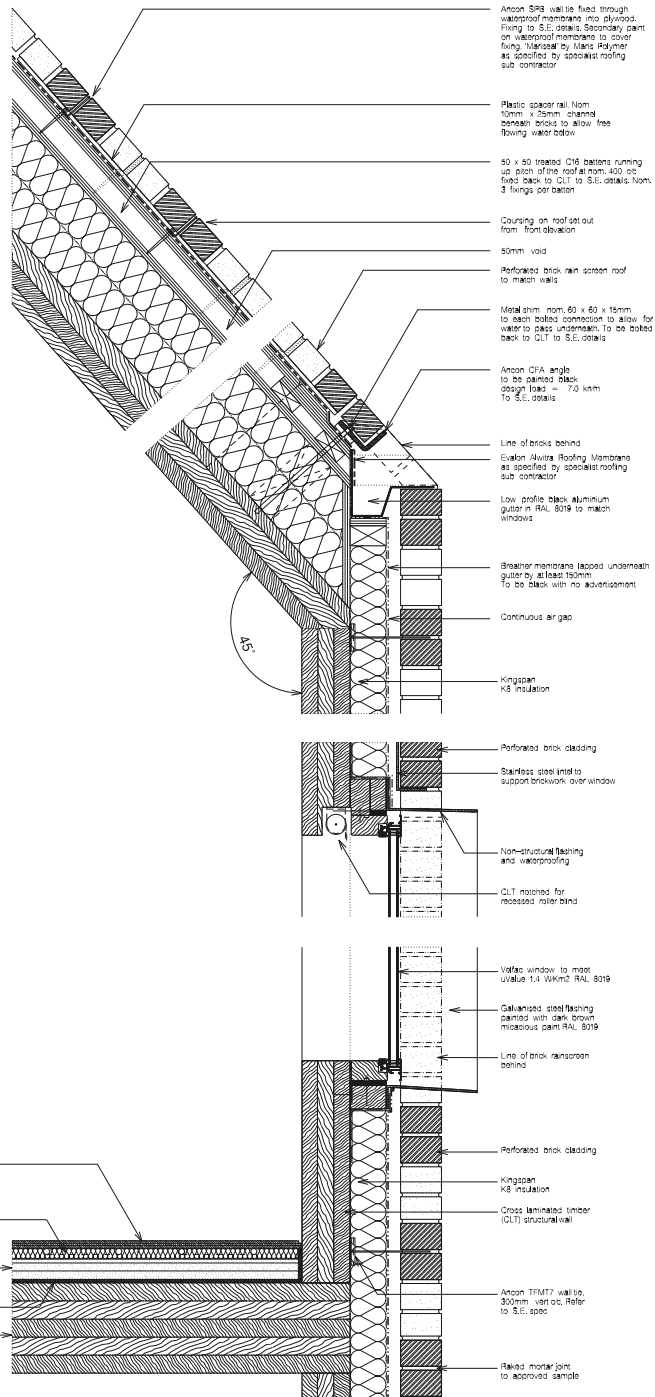 Ancon SPB wall tie fixed through
waterproof membrane into plywood.
Fixing to S.E. details. Secondary paint
on waterproof membrane to cover
fixing. 'Mariseal' by Maris Polymer
as specified by specialist roofing
sub contractor
Plastic spacer rail. Nom
10mm x 25mm channel
beneath bricks to allow free
flowing water below
50 x 50 treated C16 battens running
up pitch of the roof at nom. 400 c/c
fixed back to CLT to S.E. details. Nom.
3 fixings per batten
Coursing on roof set out
from front elevation
50mm void
Perforated brick rain screen roof
to match walls
Metal shim nom. 60 x 60 x 15mm
to each bolted connection to allow for
water to pass underneath. To be bolted
back to CLT to S.E. details
Ancon CFA angle
to be painted black
design load = 7.0 kn/m
To S.E. details
Line of bricks behind
Evalon Alwitra Roofing Membrane
as specified by specialist roofing
sub contractor
Low profile black aluminium
gutter in RAL 8019 to match
windows
Breather membrane lapped underneath
gutter by at least 150mm
To be black with no advertisement
Continuous air gap
45°
Kingspan
K8 insulation
Perforated brick cladding
Stainless steel lintel to
support brickwork over window
Non-structural flashing
and waterproofing
CLT notched for
recessed roller blind
Velfac window to meet
uValue 1.4 W/Km2 RAL 8019
Galvanised steel flashing
painted with dark brown
micacious paint RAL 8019
Line of brick rainscreen
behind
Perforated brick cladding
Kingspan
K8 insulation
Cross laminated timber
(CLT) structural wall
Ancon TFMT7 wall tie,
300mm vert c/c. Refer
to S.E. spec
Raked mortar joint
to approved sample